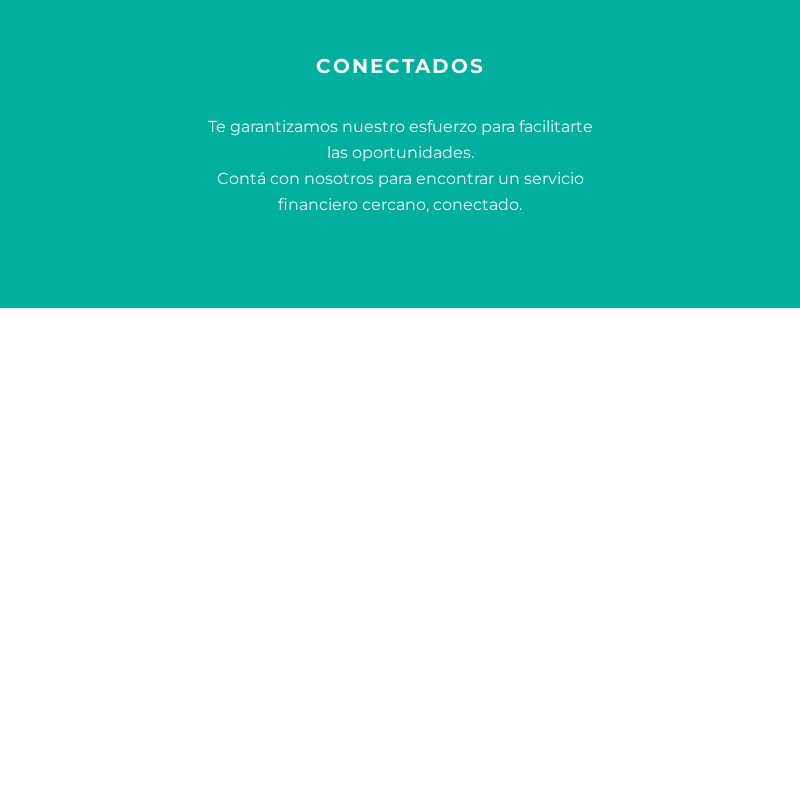 CONECTADOS
Te garantizamos nuestro esfuerzo para facilitarte
las oportunidades.
Contá con nosotros para encontrar un servicio
financiero cercano, conectado.